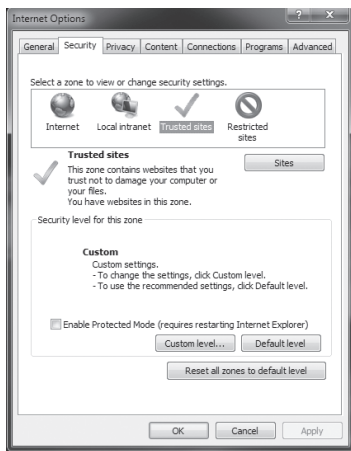 Internet Options
General Security Privacy Content Connections Programs Advanced
Select a zone to view or change security settings.
Internet Local intranet Trusted sites Restricted
sites
Trusted sites
Sites
This zone contains websites that you
trust not to damage your computer or
your files.
You have websites in this zone.
Security level for this zone
Custom
Custom settings.
- To change the settings, click Custom level.
- To use the recommended settings, click Default level.
Enable Protected Mode (requires restarting Internet Explorer)
Custom level... Default level
Reset all zones to default level
OK Cancel Apply